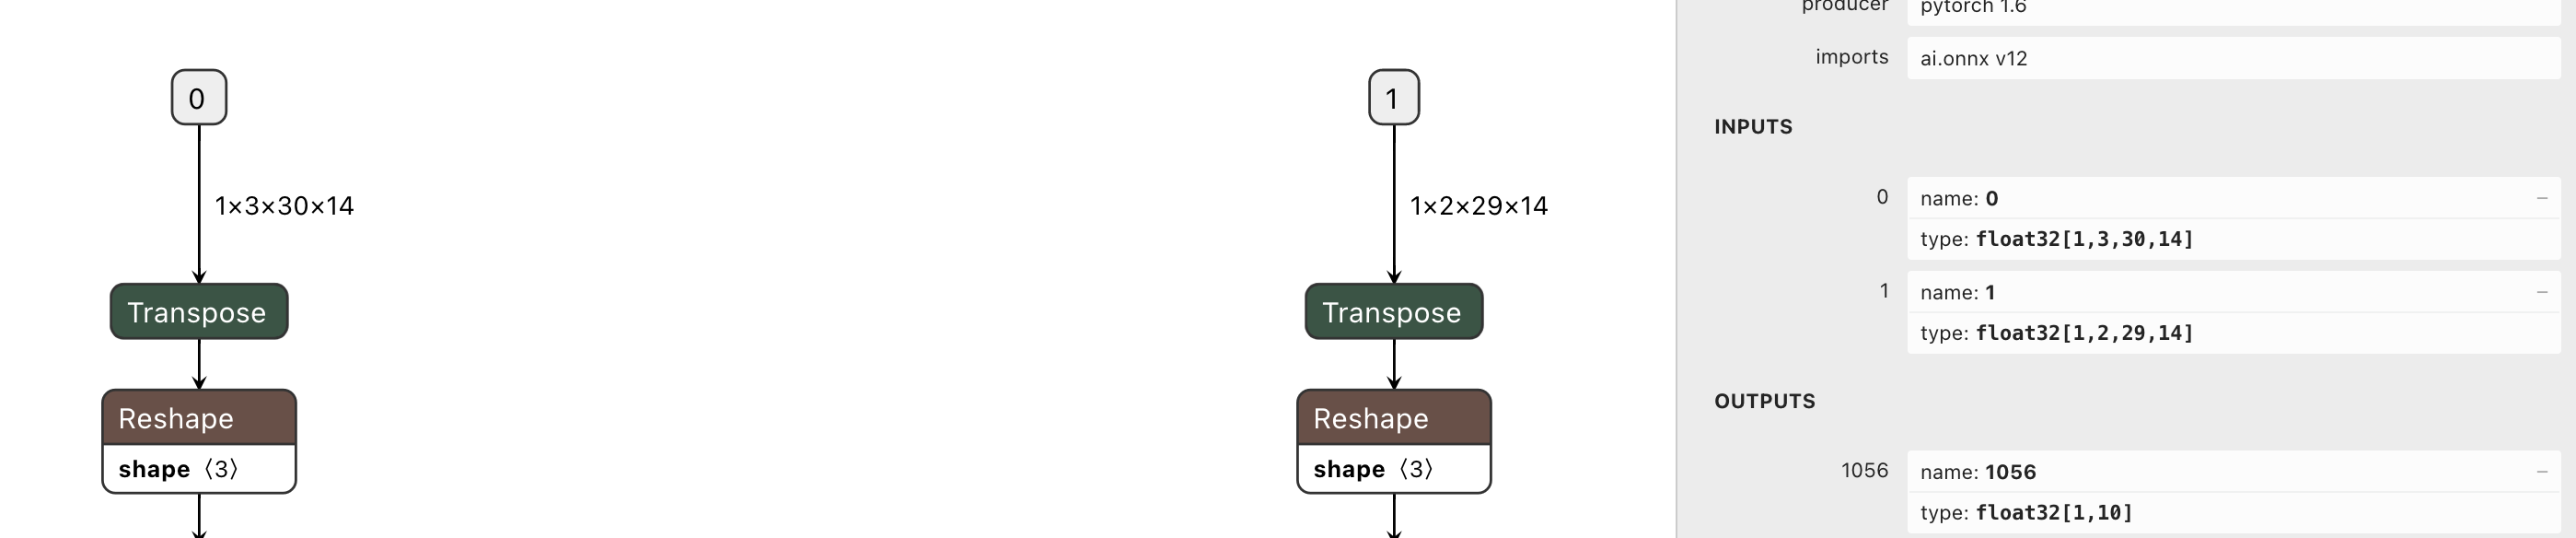 0
1×3×30×14
Transpose
Reshape
shape ⟨3⟩
1
1×2×29×14
Transpose
Reshape
shape ⟨3⟩
producer pytorch 1.6
imports ai.onnx v12
INPUTS
0 name: 0 –
type: float32[1,3,30,14]
1 name: 1 –
type: float32[1,2,29,14]
OUTPUTS
1056 name: 1056 –
type: float32[1,10]